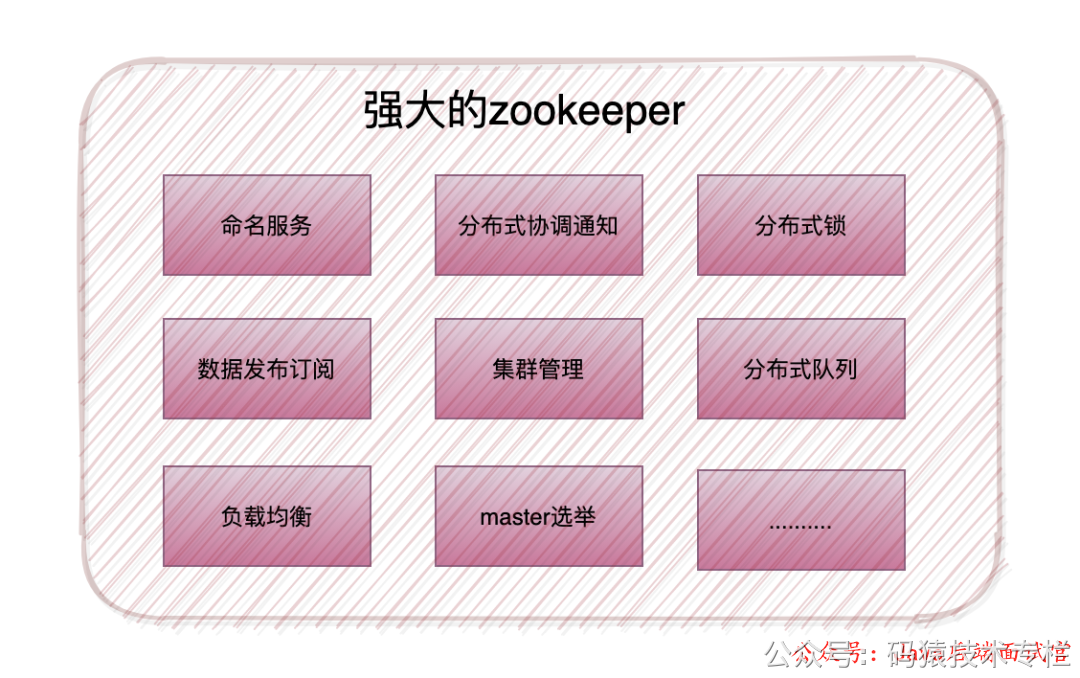 强大的zookeeper
命名服务
分布式协调通知
分布式锁
数据发布订阅
集群管理
分布式队列
负载均衡
master选举
..........
公众号：码猿技术专栏